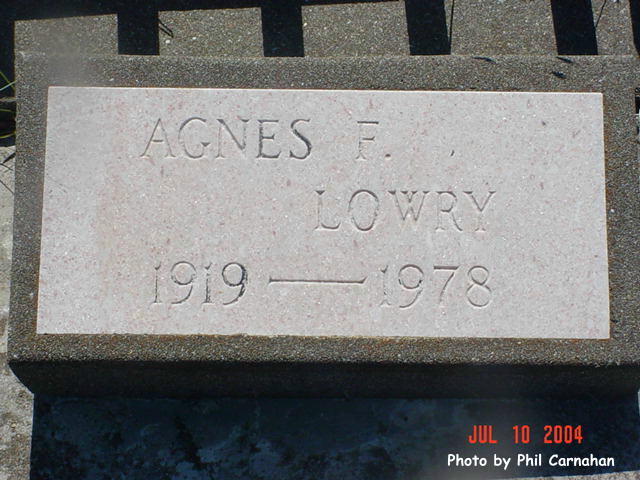 AGNES F.
LOWRY
1919 — 1978
JUL 10 2004
Photo by Phil Carnahan